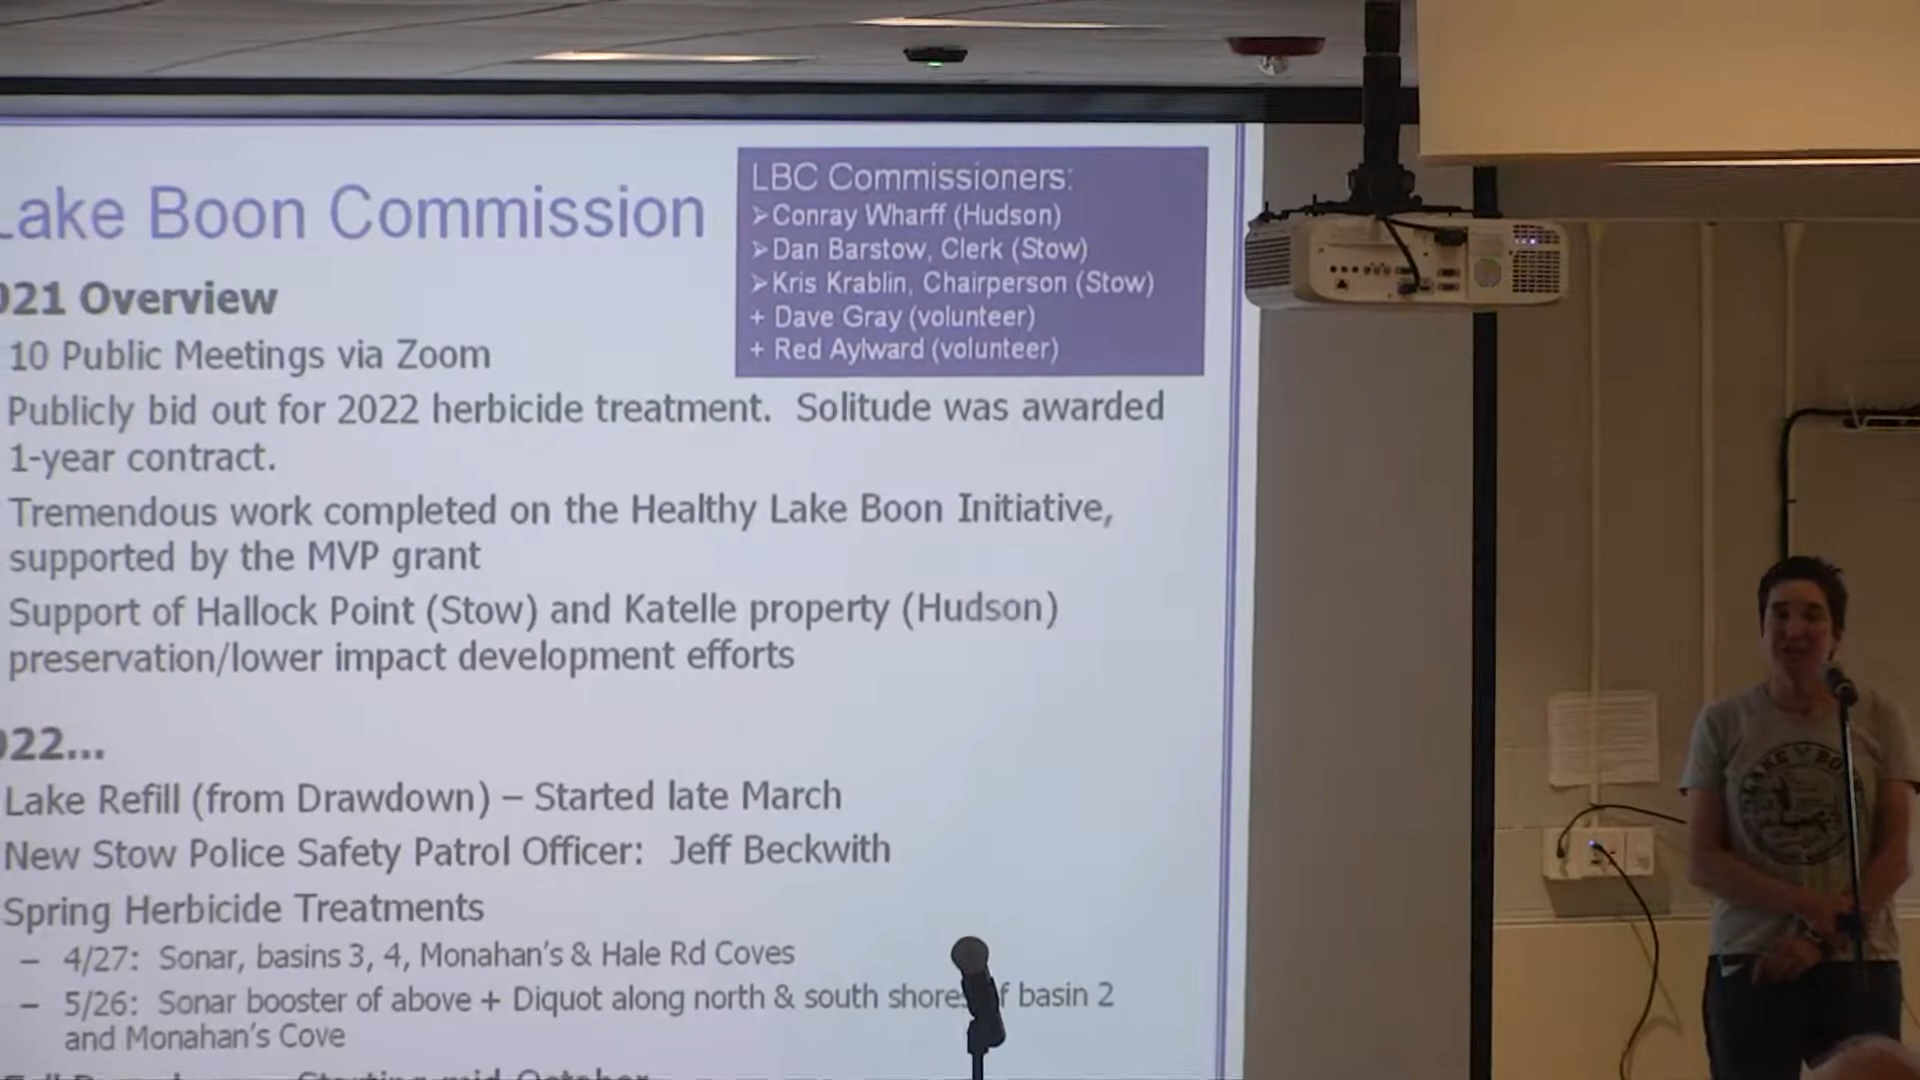 Lake Boon Commission
LBC Commissioners:
➢Conray Wharff (Hudson)
➢Dan Barstow, Clerk (Stow)
➢Kris Krablin, Chairperson (Stow)
+ Dave Gray (volunteer)
+ Red Aylward (volunteer)
021 Overview
10 Public Meetings via Zoom
Publicly bid out for 2022 herbicide treatment. Solitude was awarded
1-year contract.
Tremendous work completed on the Healthy Lake Boon Initiative,
supported by the MVP grant
Support of Hallock Point (Stow) and Katelle property (Hudson)
preservation/lower impact development efforts
022...
Lake Refill (from Drawdown) – Started late March
New Stow Police Safety Patrol Officer: Jeff Beckwith
Spring Herbicide Treatments
– 4/27: Sonar, basins 3, 4, Monahan's & Hale Rd Coves
– 5/26: Sonar booster of above + Diquot along north & south shores of basin 2
and Monahan's Cove
Starting mid-October
LAKE BO